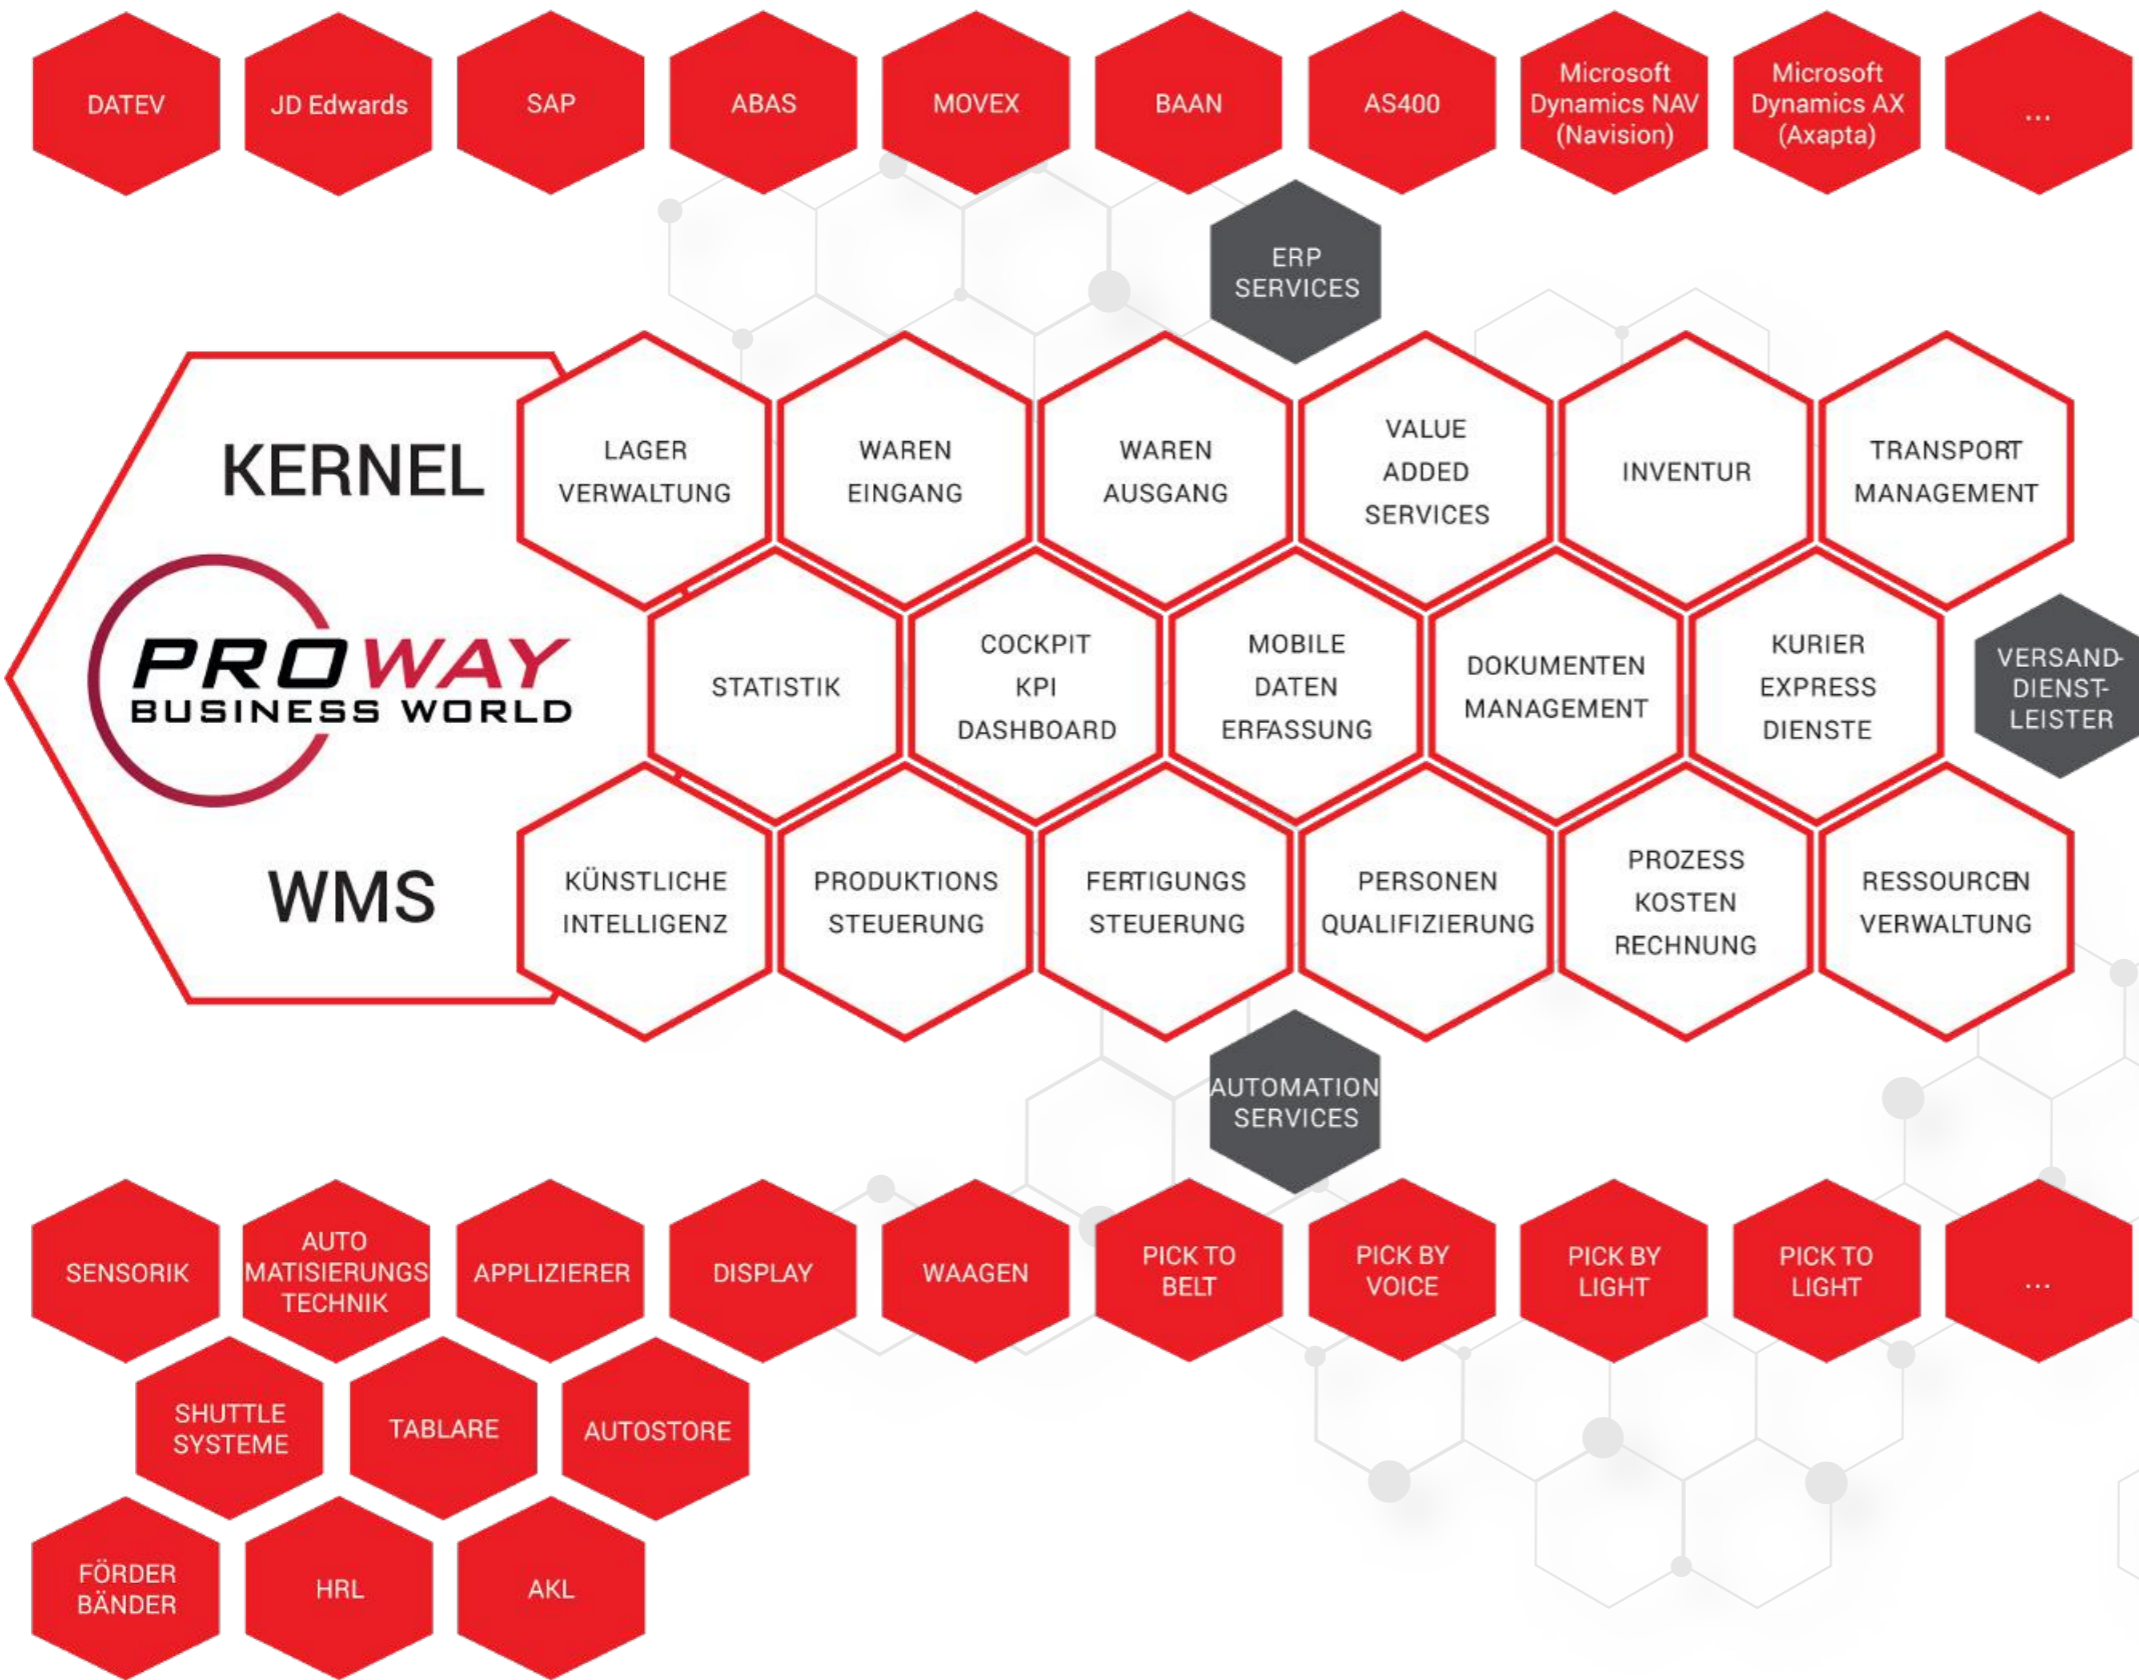 DATEV
JD Edwards
SAP
ABAS
MOVEX
BAAN
AS400
Microsoft
Dynamics NAV
(Navision)
Microsoft
Dynamics AX
(Axapta)
...
ERP
SERVICES
KERNEL
PROWAY
BUSINESS WORLD
WMS
LAGER
VERWALTUNG
WAREN
EINGANG
WAREN
AUSGANG
VALUE
ADDED
SERVICES
INVENTUR
TRANSPORT
MANAGEMENT
STATISTIK
COCKPIT
KPI
DASHBOARD
MOBILE
DATEN
ERFASSUNG
DOKUMENTEN
MANAGEMENT
KURIER
EXPRESS
DIENSTE
VERSAND-
DIENST-
LEISTER
KÜNSTLICHE
INTELLIGENZ
PRODUKTIONS
STEUERUNG
FERTIGUNGS
STEUERUNG
PERSONEN
QUALIFIZIERUNG
PROZESS
KOSTEN
RECHNUNG
RESSOURCEN
VERWALTUNG
AUTOMATION
SERVICES
SENSORIK
AUTO
MATISIERUNGS
TECHNIK
APPLIZIERER
DISPLAY
WAAGEN
PICK TO
BELT
PICK BY
VOICE
PICK BY
LIGHT
PICK TO
LIGHT
...
SHUTTLE
SYSTEME
TABLARE
AUTOSTORE
FÖRDER
BÄNDER
HRL
AKL